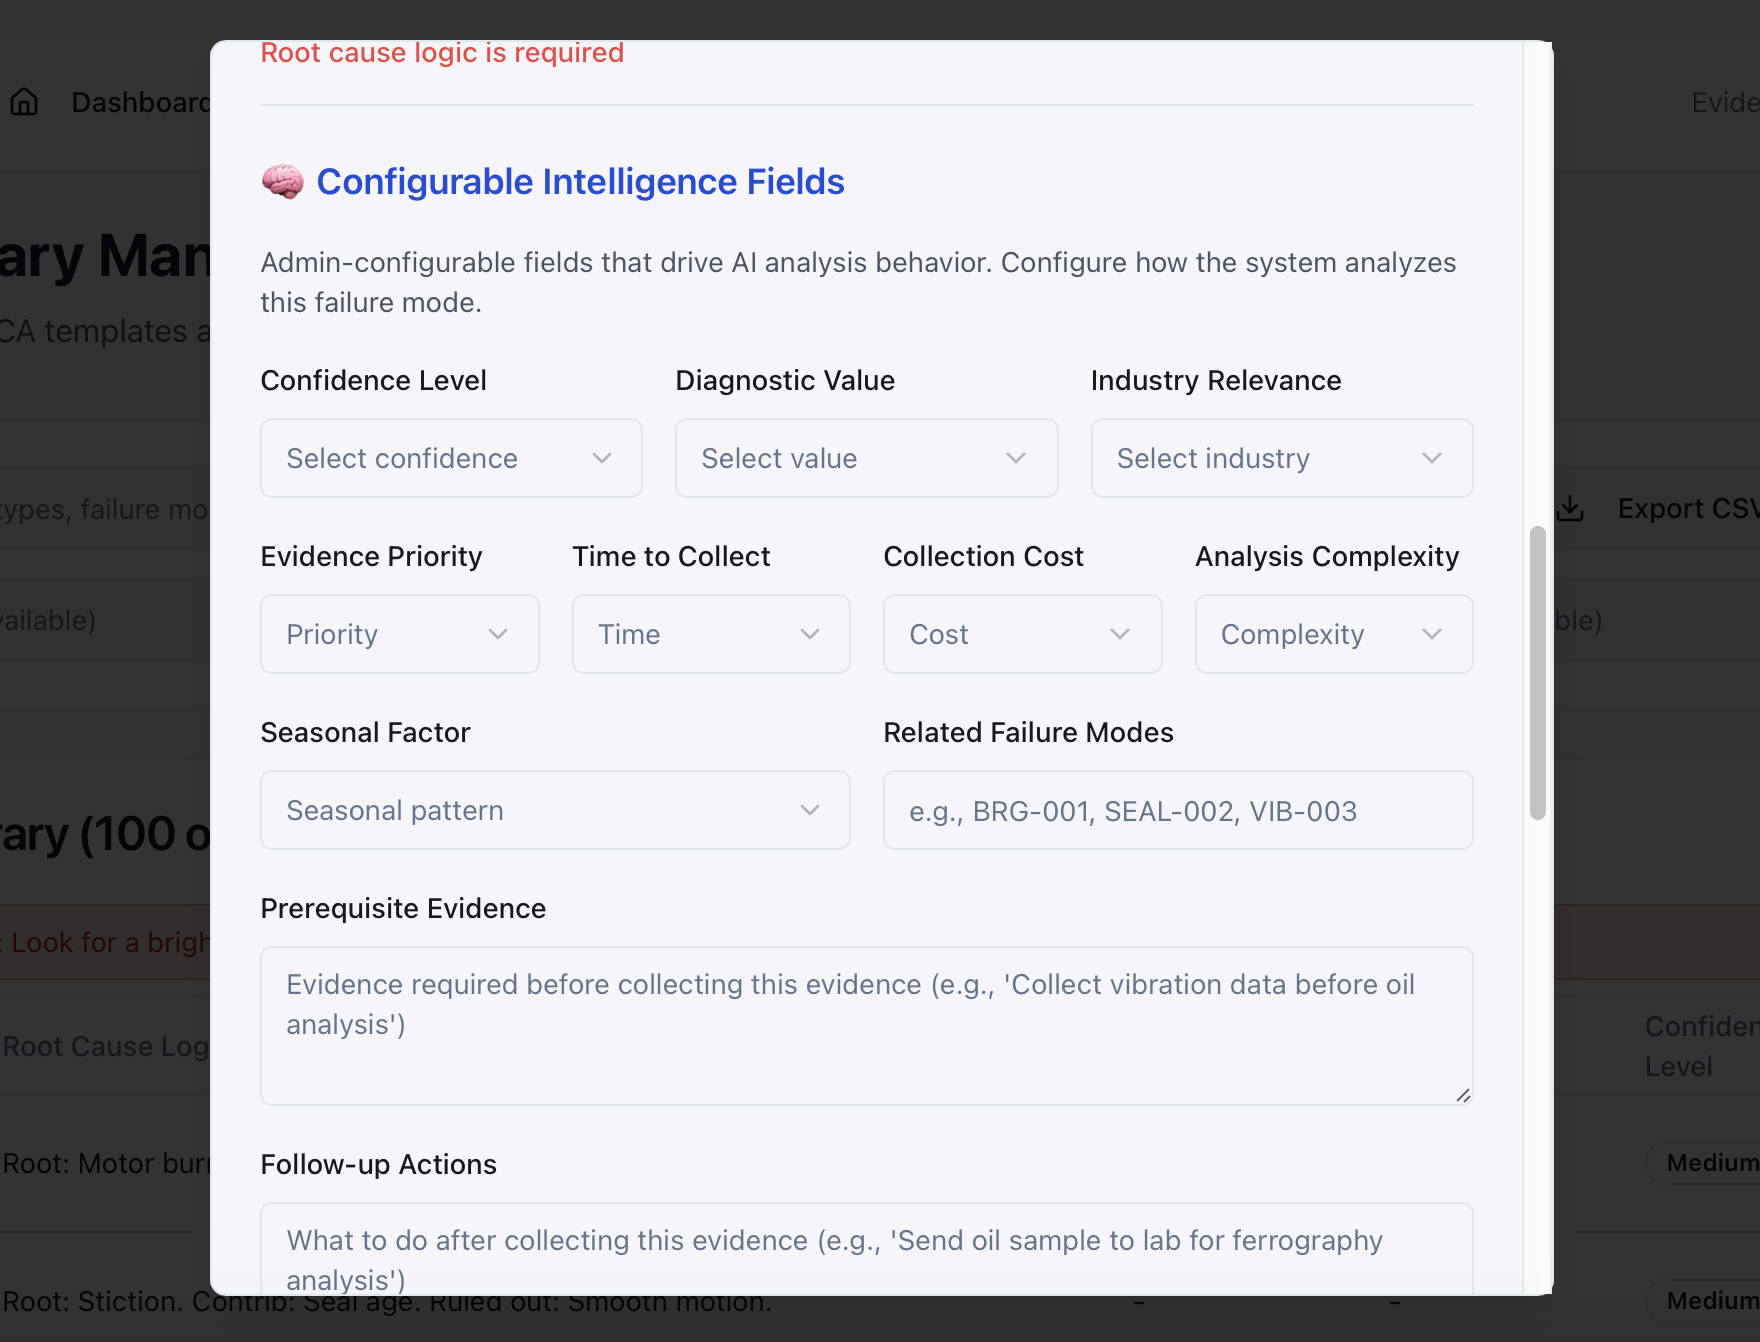 Root cause logic is required
Dashboard
Evide
🧠 Configurable Intelligence Fields
ary Man
Admin-configurable fields that drive AI analysis behavior. Configure how the system analyzes
this failure mode.
CA templates a
Confidence Level
Diagnostic Value
Industry Relevance
Select confidence
Select value
Select industry
types, failure mo
Export CSV
Evidence Priority
Time to Collect
Collection Cost
Analysis Complexity
vailable)
Priority
Time
Cost
Complexity
ble)
Seasonal Factor
Related Failure Modes
Seasonal pattern
e.g., BRG-001, SEAL-002, VIB-003
rary (100 o
Prerequisite Evidence
: Look for a brigh
Evidence required before collecting this evidence (e.g., 'Collect vibration data before oil
analysis')
Root Cause Log
Confiden
Level
Follow-up Actions
Root: Motor burn
Medium
What to do after collecting this evidence (e.g., 'Send oil sample to lab for ferrography
analysis')
Root: Stiction. Contrib: Seal age. Ruled out: Smooth motion.
-
-
Medium